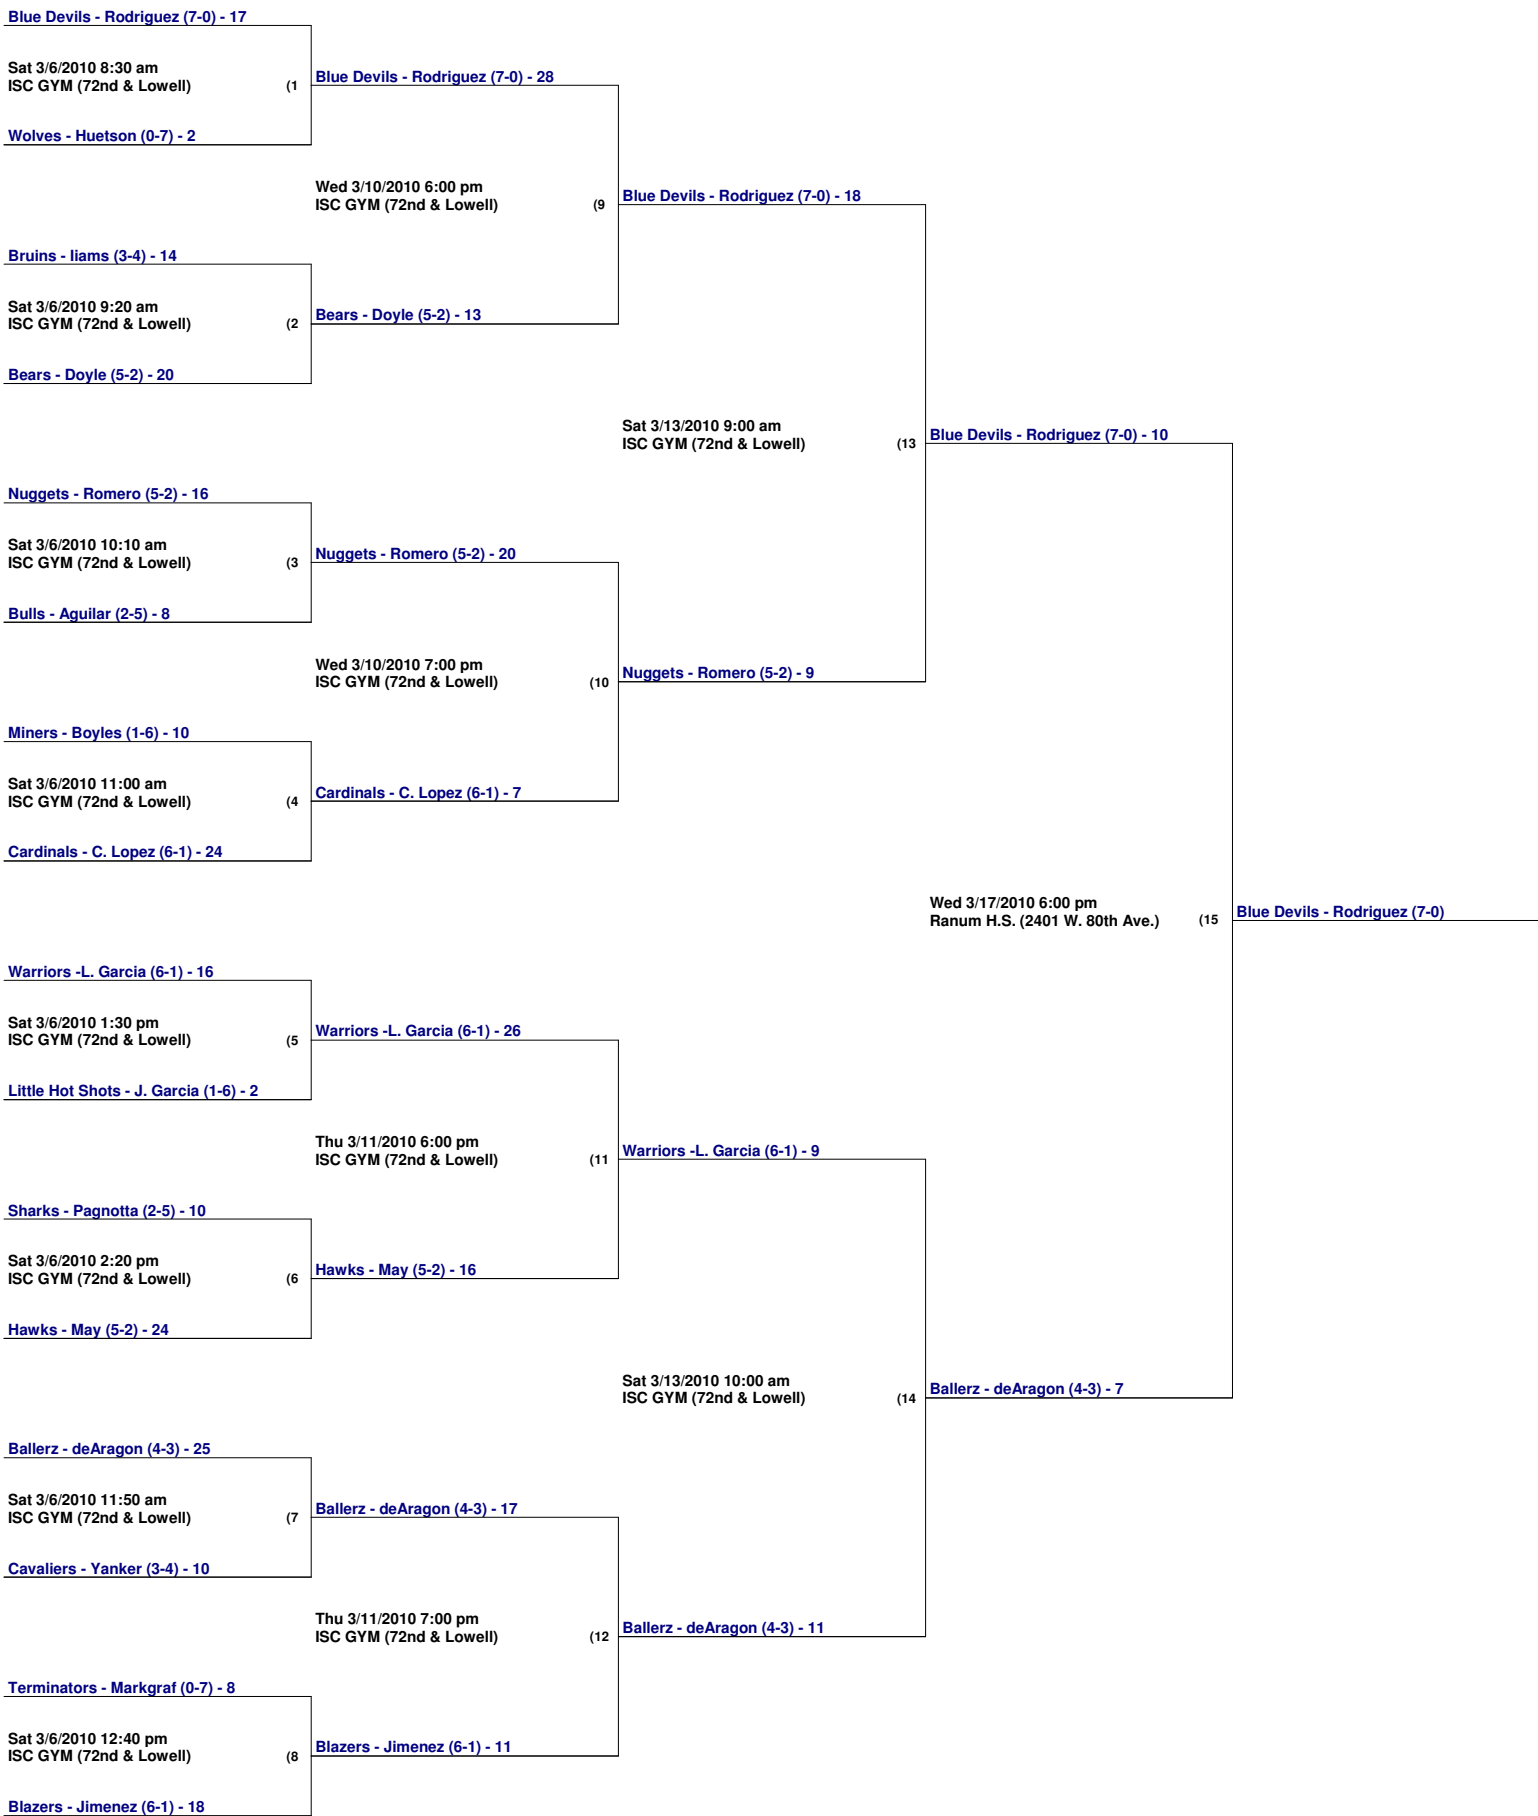 Blue Devils - Rodriguez (7-0) - 17
Sat 3/6/2010 8:30 am
ISC GYM (72nd & Lowell) (1
Blue Devils - Rodriguez (7-0) - 28
Wolves - Huetson (0-7) - 2
Wed 3/10/2010 6:00 pm
ISC GYM (72nd & Lowell) (9
Blue Devils - Rodriguez (7-0) - 18
Bruins - Iiams (3-4) - 14
Sat 3/6/2010 9:20 am
ISC GYM (72nd & Lowell) (2
Bears - Doyle (5-2) - 13
Bears - Doyle (5-2) - 20
Sat 3/13/2010 9:00 am
ISC GYM (72nd & Lowell) (13
Blue Devils - Rodriguez (7-0) - 10
Nuggets - Romero (5-2) - 16
Sat 3/6/2010 10:10 am
ISC GYM (72nd & Lowell) (3
Nuggets - Romero (5-2) - 20
Bulls - Aguilar (2-5) - 8
Wed 3/10/2010 7:00 pm
ISC GYM (72nd & Lowell) (10
Nuggets - Romero (5-2) - 9
Miners - Boyles (1-6) - 10
Sat 3/6/2010 11:00 am
ISC GYM (72nd & Lowell) (4
Cardinals - C. Lopez (6-1) - 7
Cardinals - C. Lopez (6-1) - 24
Wed 3/17/2010 6:00 pm
Ranum H.S. (2401 W. 80th Ave.) (15
Blue Devils - Rodriguez (7-0)
Warriors -L. Garcia (6-1) - 16
Sat 3/6/2010 1:30 pm
ISC GYM (72nd & Lowell) (5
Warriors -L. Garcia (6-1) - 26
Little Hot Shots - J. Garcia (1-6) - 2
Thu 3/11/2010 6:00 pm
ISC GYM (72nd & Lowell) (11
Warriors -L. Garcia (6-1) - 9
Sharks - Pagnotta (2-5) - 10
Sat 3/6/2010 2:20 pm
ISC GYM (72nd & Lowell) (6
Hawks - May (5-2) - 16
Hawks - May (5-2) - 24
Sat 3/13/2010 10:00 am
ISC GYM (72nd & Lowell) (14
Ballerz - deAragon (4-3) - 7
Ballerz - deAragon (4-3) - 25
Sat 3/6/2010 11:50 am
ISC GYM (72nd & Lowell) (7
Ballerz - deAragon (4-3) - 17
Cavaliers - Yanker (3-4) - 10
Thu 3/11/2010 7:00 pm
ISC GYM (72nd & Lowell) (12
Ballerz - deAragon (4-3) - 11
Terminators - Markgraf (0-7) - 8
Sat 3/6/2010 12:40 pm
ISC GYM (72nd & Lowell) (8
Blazers - Jimenez (6-1) - 11
Blazers - Jimenez (6-1) - 18